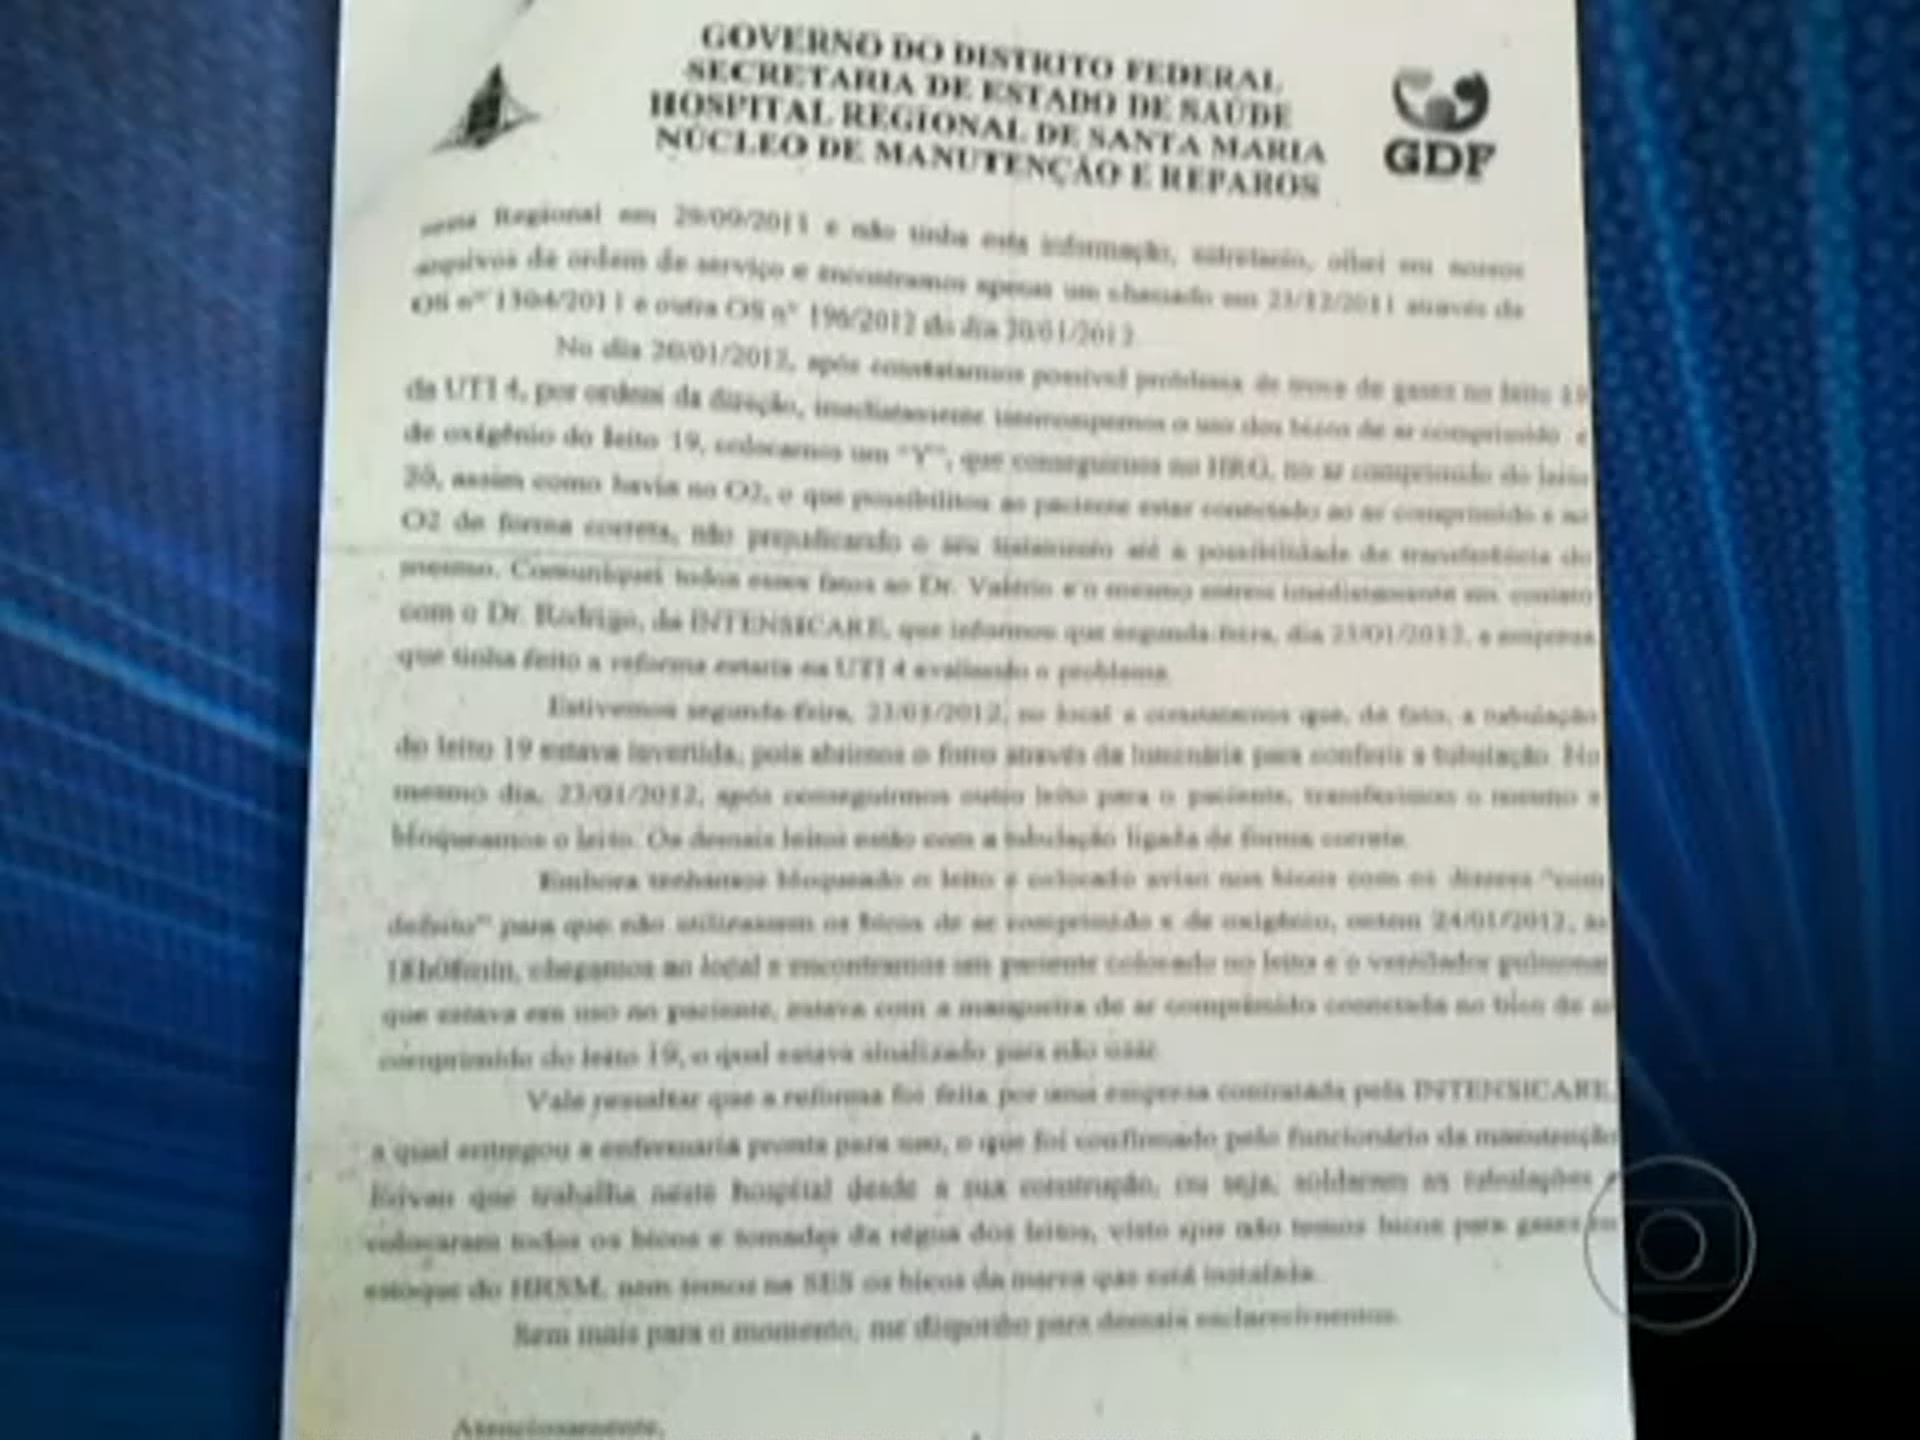 GOVERNO DO DISTRITO FEDERAL
SECRETARIA DE ESTADO DE SAÚDE
HOSPITAL REGIONAL DE SANTA MARIA
NÚCLEO DE MANUTENÇÃO E REPAROS
GDF
Regional em 29/09/2011 e não tinha esta informação, entretanto, olhei em nossos
arquivos de ordem de serviço e encontramos apenas um chamado em 23/12/2011 através da
OS nº 1304/2011 e outra OS nº 196/2012 do dia 20/01/2012.
No dia 20/01/2012, após constatarmos possível problema de troca de gases no leito 19
da UTI 4, por ordem da direção, imediatamente interrompemos o uso dos bicos de ar comprimido e
de oxigênio do leito 19, colocamos um "Y", que conseguimos no HRG, no ar comprimido do leito
20, assim como havia no O2, o que possibilitou ao paciente estar conectado ao ar comprimido e ao
O2 de forma correta, não prejudicando o seu tratamento até a possibilidade de transferência do
mesmo. Comuniquei todos esses fatos ao Dr. Valério e o mesmo entrou imediatamente em contato
com o Dr. Rodrigo, da INTENSICARE, que informou que segunda-feira, dia 23/01/2012, a empresa
que tinha feito a reforma estaria na UTI 4 avaliando o problema.
Estivemos segunda-feira, 23/01/2012, no local e constatamos que, de fato, a tubulação
do leito 19 estava invertida, pois abrimos o forro através da luminária para conferir a tubulação. No
mesmo dia, 23/01/2012, após conseguirmos outro leito para o paciente, transferimos o mesmo e
bloqueamos o leito. Os demais leitos estão com a tubulação ligada de forma correta.
Embora tenhamos bloqueado o leito e colocado aviso nos bicos com os dizeres "com
defeito" para que não utilizassem os bicos de ar comprimido e de oxigênio, ontem 24/01/2012, às
18h08min, chegamos ao local e encontramos um paciente colocado no leito e o ventilador pulmonar
que estava em uso no paciente, estava com a mangueira de ar comprimido conectada no bico de ar
comprimido do leito 19, o qual estava sinalizado para não usar.
Vale ressaltar que a reforma foi feita por uma empresa contratada pela INTENSICARE,
a qual entregou a enfermaria pronta para uso, o que foi confirmado pelo funcionário da manutenção
Erivan que trabalha neste hospital desde a sua construção, ou seja, soldaram as tubulações e
colocaram todos os bicos e tomadas da régua dos leitos, visto que não temos bicos para gases no
estoque do HRSM, nem temos na SES os bicos da marca que está instalada.
Sem mais para o momento, me disponho para demais esclarecimentos.
Atenciosamente,